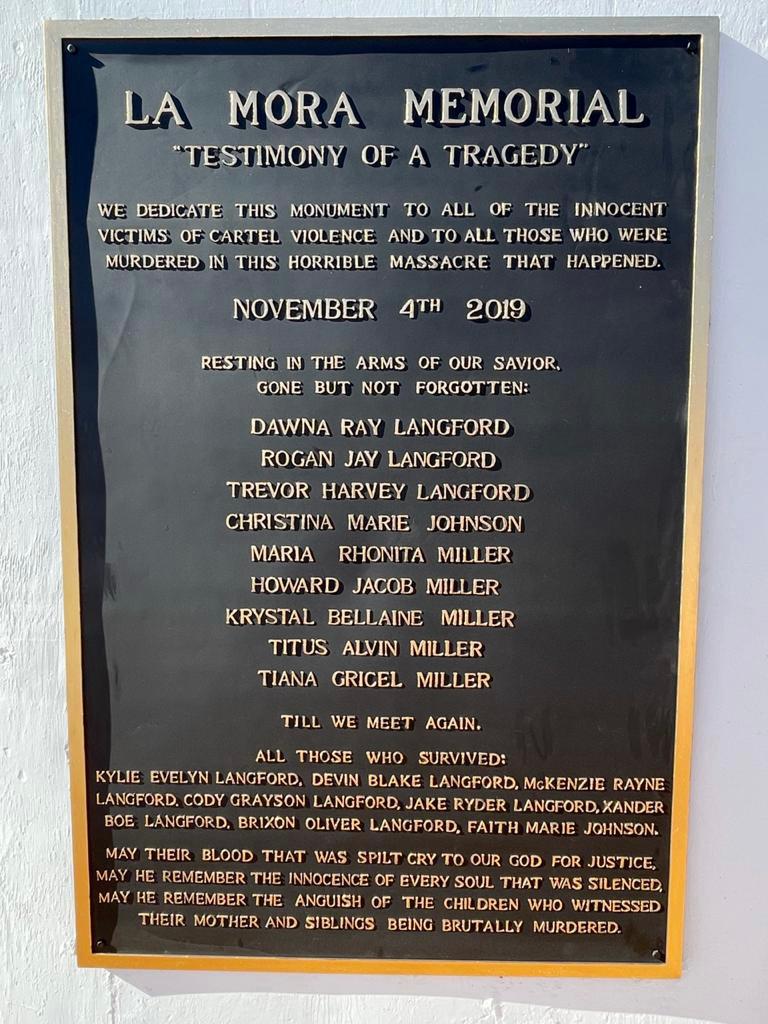 LA MORA MEMORIAL
"TESTIMONY OF A TRAGEDY"
WE DEDICATE THIS MONUMENT TO ALL OF THE INNOCENT
VICTIMS OF CARTEL VIOLENCE AND TO ALL THOSE WHO WERE
MURDERED IN THIS HORRIBLE MASSACRE THAT HAPPENED.
NOVEMBER 4TH 2019
RESTING IN THE ARMS OF OUR SAVIOR.
GONE BUT NOT FORGOTTEN:
DAWNA RAY LANGFORD
ROGAN JAY LANGFORD
TREVOR HARVEY LANGFORD
CHRISTINA MARIE JOHNSON
MARIA RHONITA MILLER
HOWARD JACOB MILLER
KRYSTAL BELLAINE MILLER
TITUS ALVIN MILLER
TIANA GRICEL MILLER
TILL WE MEET AGAIN.
ALL THOSE WHO SURVIVED:
KYLIE EVELYN LANGFORD, DEVIN BLAKE LANGFORD, McKENZIE RAYNE
LANGFORD, CODY GRAYSON LANGFORD, JAKE RYDER LANGFORD, XANDER
BOE LANGFORD, BRIXON OLIVER LANGFORD, FAITH MARIE JOHNSON.
MAY THEIR BLOOD THAT WAS SPILT CRY TO OUR GOD FOR JUSTICE,
MAY HE REMEMBER THE INNOCENCE OF EVERY SOUL THAT WAS SILENCED,
MAY HE REMEMBER THE ANGUISH OF THE CHILDREN WHO WITNESSED
THEIR MOTHER AND SIBLINGS BEING BRUTALLY MURDERED.